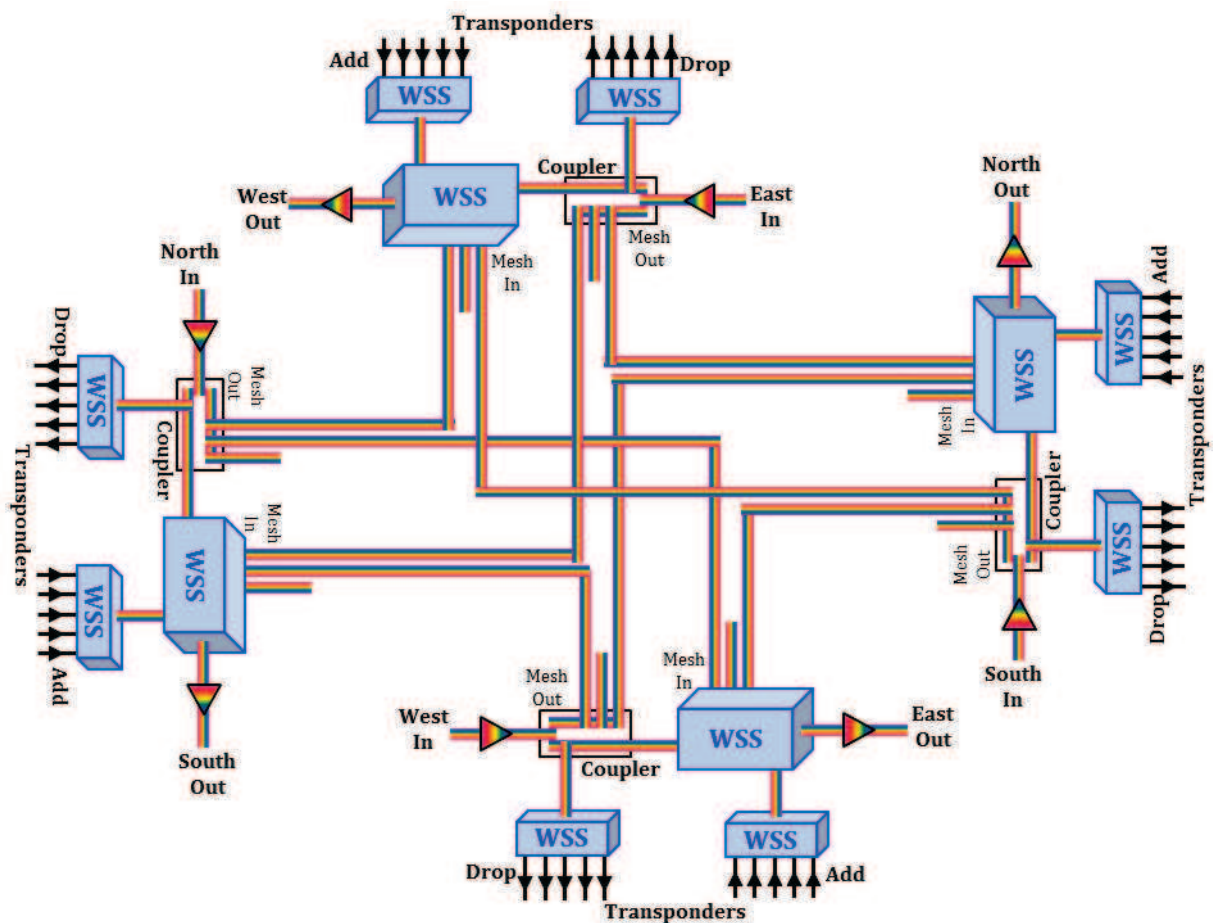 Transponders
Add
Drop
WSS
WSS
Coupler
WSS
West
Out
East
In
Mesh
In
Mesh
Out
North
Out
North
In
Add
WSS
Transponders
WSS
Mesh
In
Drop
WSS
Mesh
Out
Coupler
Transponders
Coupler
WSS
Mesh
Out
Drop
South
In
Mesh
In
WSS
WSS
Add
South
Out
Mesh
Out
Mesh
In
West
In
WSS
East
Out
Coupler
WSS
WSS
Drop
Add
Transponders